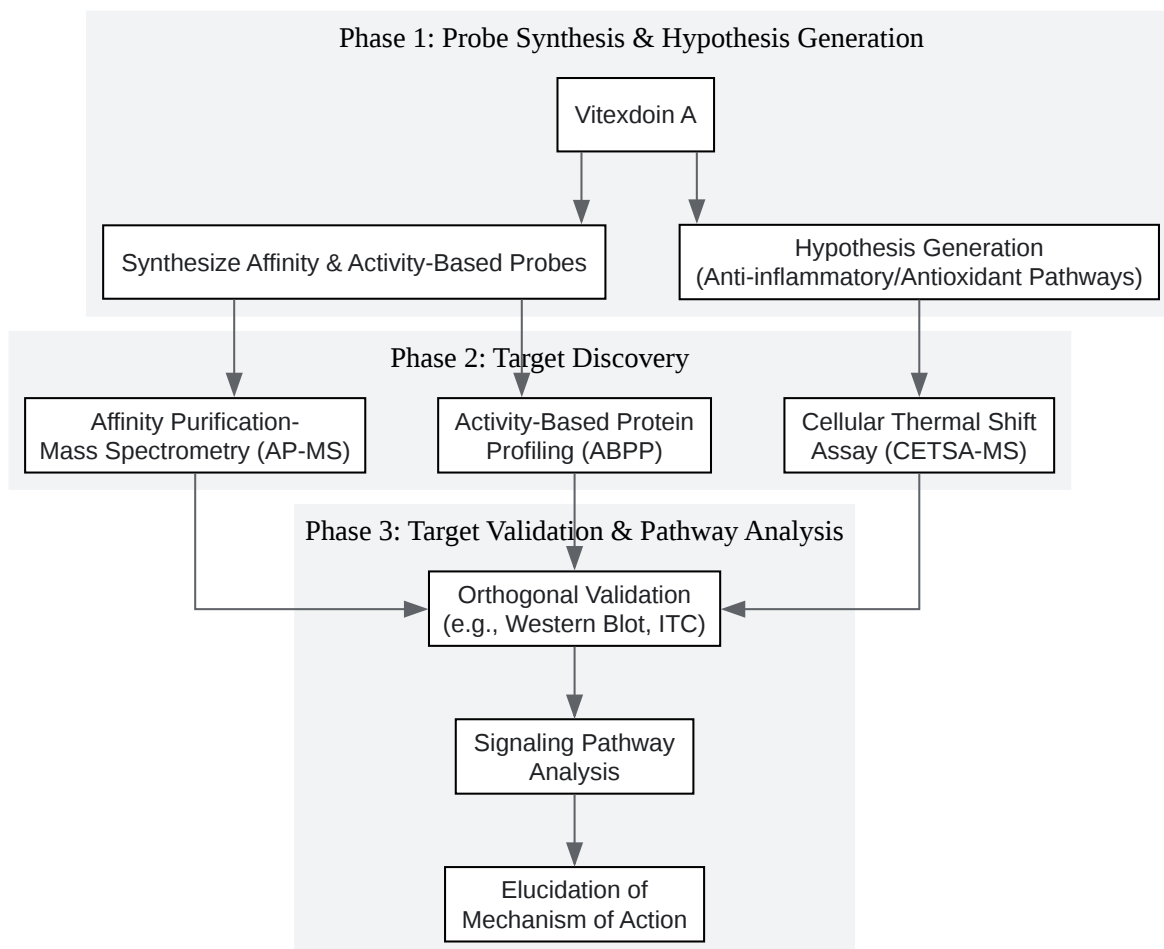 Phase 1: Probe Synthesis & Hypothesis Generation
Vitexdoin A
Synthesize Affinity & Activity-Based Probes
Hypothesis Generation
(Anti-inflammatory/Antioxidant Pathways)
Phase 2: Target Discovery
Affinity Purification-
Mass Spectrometry (AP-MS)
Activity-Based Protein
Profiling (ABPP)
Cellular Thermal Shift
Assay (CETSA-MS)
Phase 3: Target Validation & Pathway Analysis
Orthogonal Validation
(e.g., Western Blot, ITC)
Signaling Pathway
Analysis
Elucidation of
Mechanism of Action